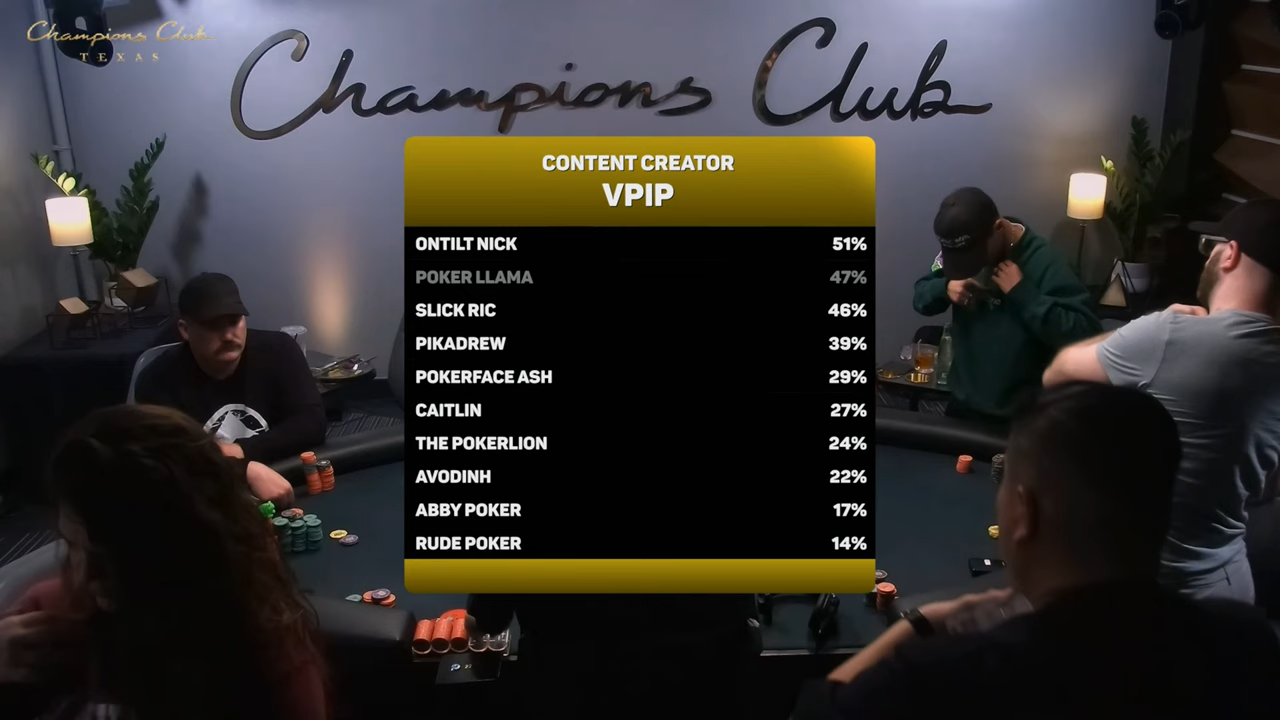 Champions Club
TEXAS
Champions Club
CONTENT CREATOR
VPIP
ONTILT NICK 51%
POKER LLAMA 47%
SLICK RIC 46%
PIKADREW 39%
POKERFACE ASH 29%
CAITLIN 27%
THE POKERLION 24%
AVODINH 22%
ABBY POKER 17%
RUDE POKER 14%